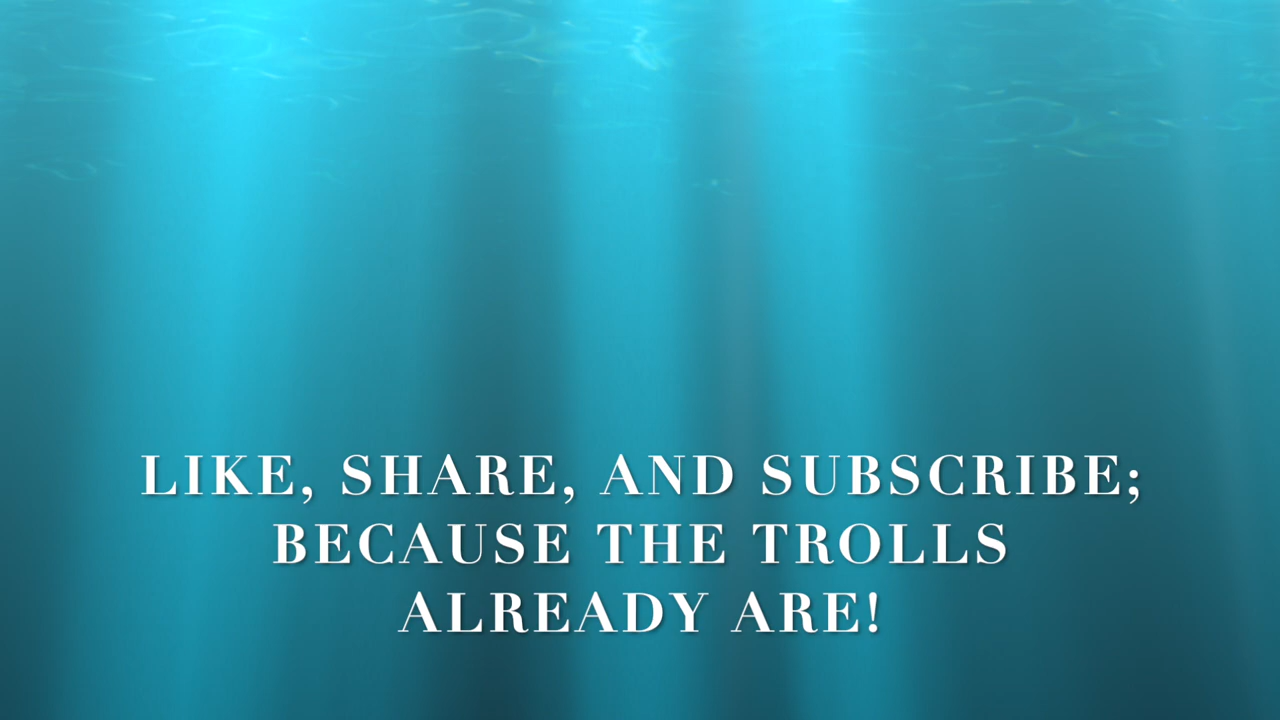 LIKE, SHARE, AND SUBSCRIBE;
BECAUSE THE TROLLS
ALREADY ARE!